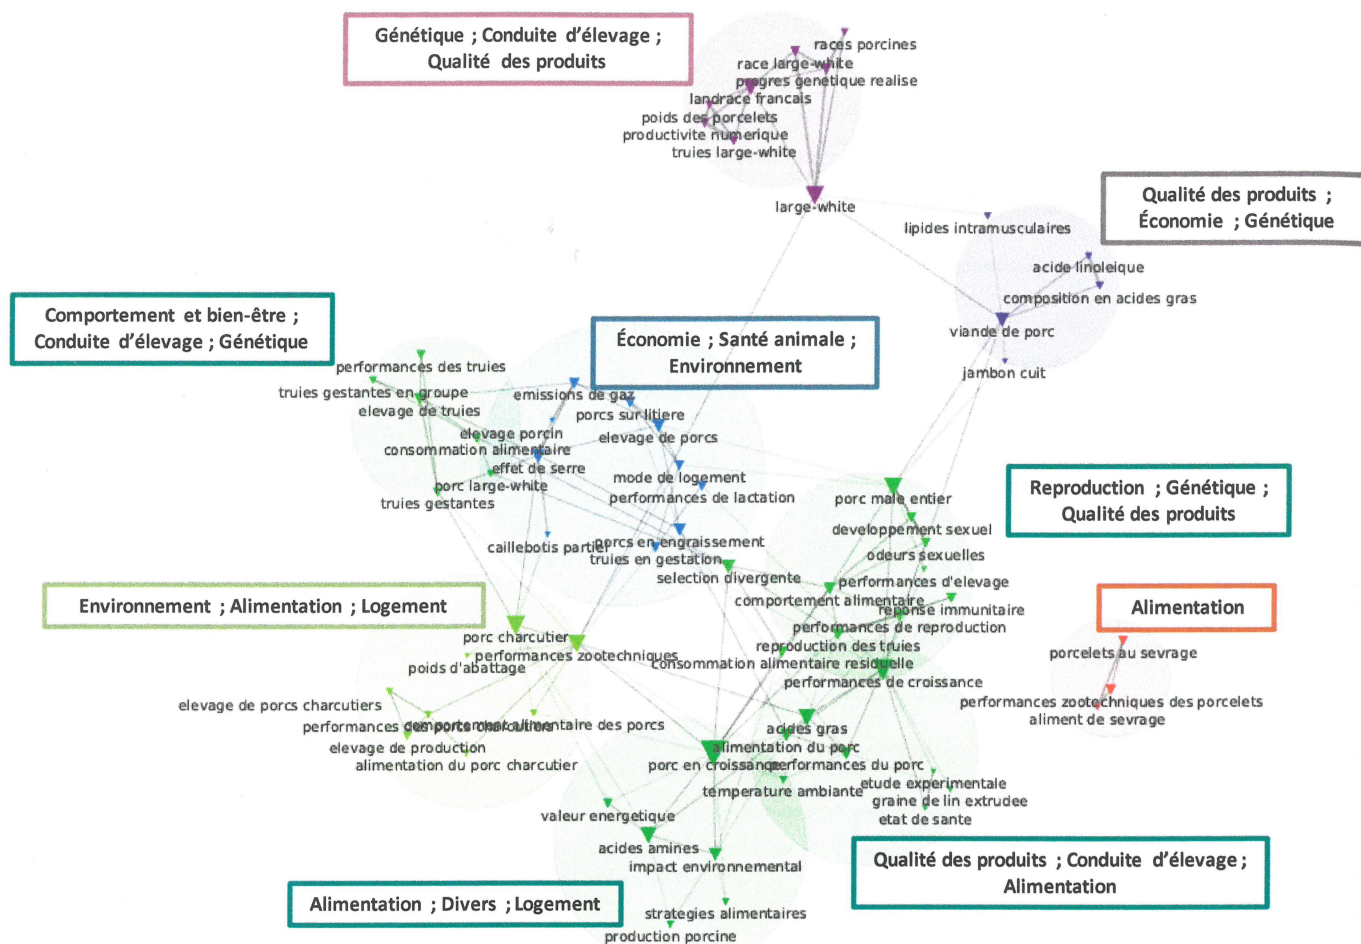 Génétique ; Conduite d'élevage ;
Qualité des produits
races porcines
race large-white
progres genetique realise
landrace francais
poids des porcelets
productivite numerique
truies large-white
large-white
Qualité des produits ;
Économie ; Génétique
lipides intramusculaires
acide linoleique
composition en acides gras
viande de porc
jambon cuit
Comportement et bien-être ;
Conduite d'élevage ; Génétique
performances des truies
truies gestantes en groupe
elevage de truies
consommation alimentaire
porc large-white
truies gestantes
Économie ; Santé animale ;
Environnement
emissions de gaz
porcs sur litiere
elevage de porcs
elevage porcin
effet de serre
mode de logement
performances de lactation
caillebotis partiel
porcs en engraissement
truies en gestation
Reproduction ; Génétique ;
Qualité des produits
porc male entier
developpement sexuel
odeurs sexuelles
selection divergente
performances d'elevage
comportement alimentaire
reponse immunitaire
performances de reproduction
reproduction des truies
consommation alimentaire residuelle
performances de croissance
Alimentation
porcelets au sevrage
performances zootechniques des porcelets
aliment de sevrage
Environnement ; Alimentation ; Logement
porc charcutier
performances zootechniques
poids d'abattage
elevage de porcs charcutiers
performances des porcs charcutiers
comportement alimentaire des porcs
elevage de production
alimentation du porc charcutier
acides gras
alimentation du porc
porc en croissance
performances du porc
temperature ambiante
etude experimentale
graine de lin extrudee
etat de sante
Qualité des produits ; Conduite d'élevage ;
Alimentation
valeur energetique
acides amines
impact environnemental
strategies alimentaires
production porcine
Alimentation ; Divers ; Logement